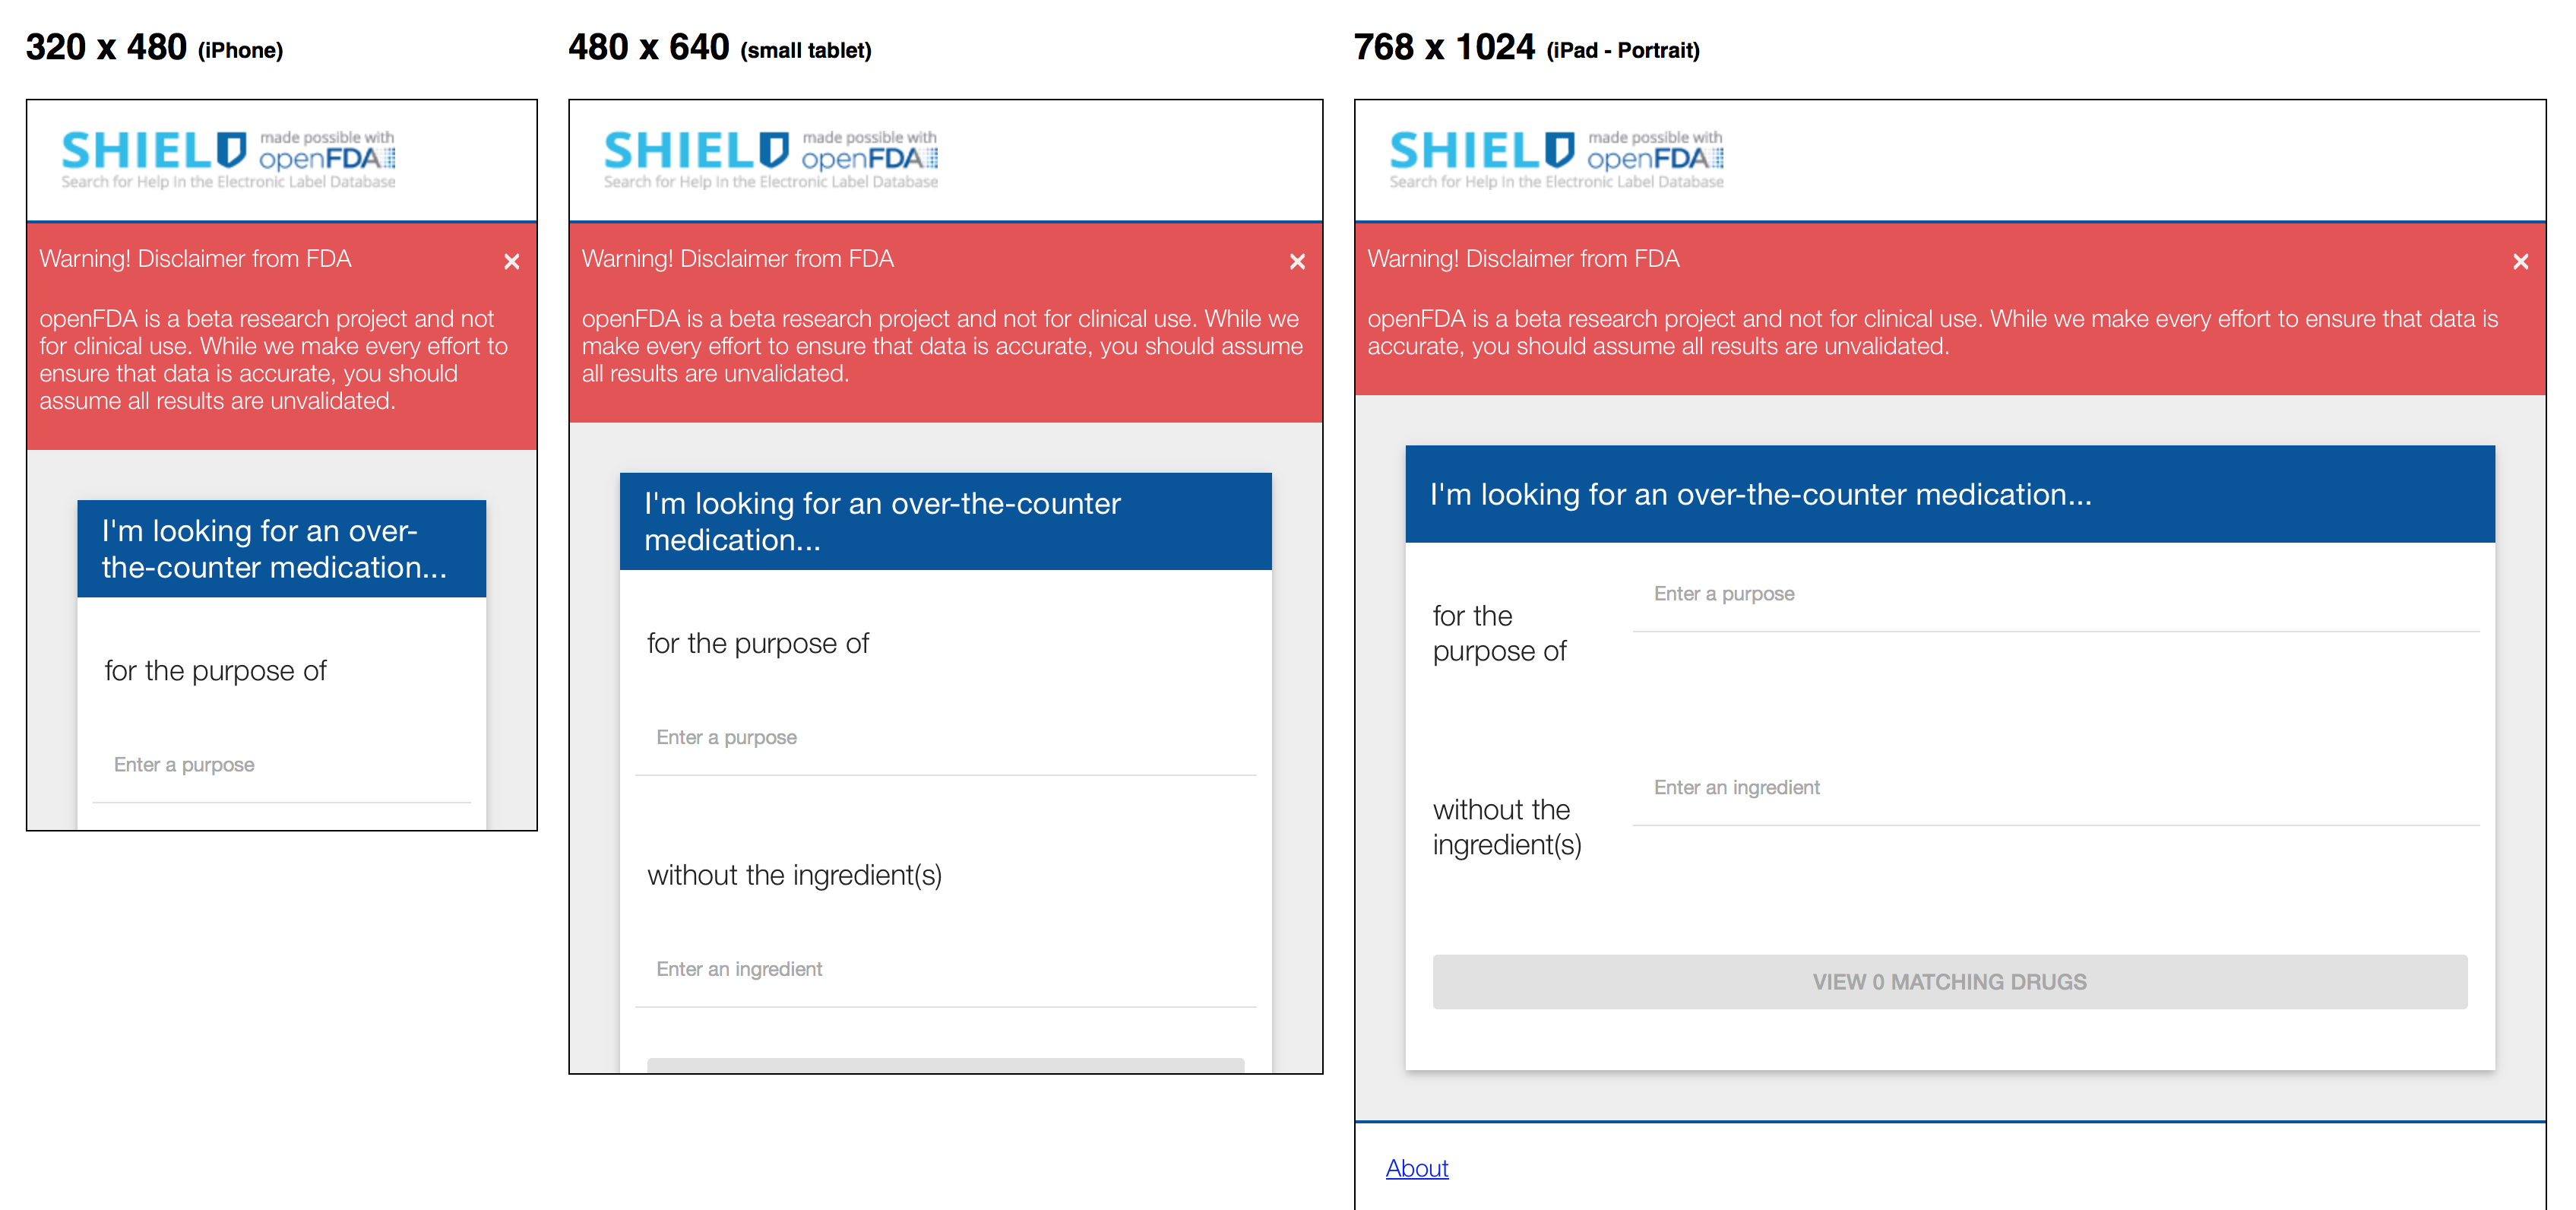 320 x 480 (iPhone)
SHIELD made possible with
openFDA
Search for Help In the Electronic Label Database
Warning! Disclaimer from FDA ×
openFDA is a beta research project and not
for clinical use. While we make every effort to
ensure that data is accurate, you should
assume all results are unvalidated.
I'm looking for an over-
the-counter medication...
for the purpose of
Enter a purpose
480 x 640 (small tablet)
SHIELD made possible with
openFDA
Search for Help In the Electronic Label Database
Warning! Disclaimer from FDA ×
openFDA is a beta research project and not for clinical use. While we
make every effort to ensure that data is accurate, you should assume
all results are unvalidated.
I'm looking for an over-the-counter
medication...
for the purpose of
Enter a purpose
without the ingredient(s)
Enter an ingredient
768 x 1024 (iPad - Portrait)
SHIELD made possible with
openFDA
Search for Help In the Electronic Label Database
Warning! Disclaimer from FDA ×
openFDA is a beta research project and not for clinical use. While we make every effort to ensure that data is
accurate, you should assume all results are unvalidated.
I'm looking for an over-the-counter medication...
for the
purpose of
Enter a purpose
without the
ingredient(s)
Enter an ingredient
VIEW 0 MATCHING DRUGS
About